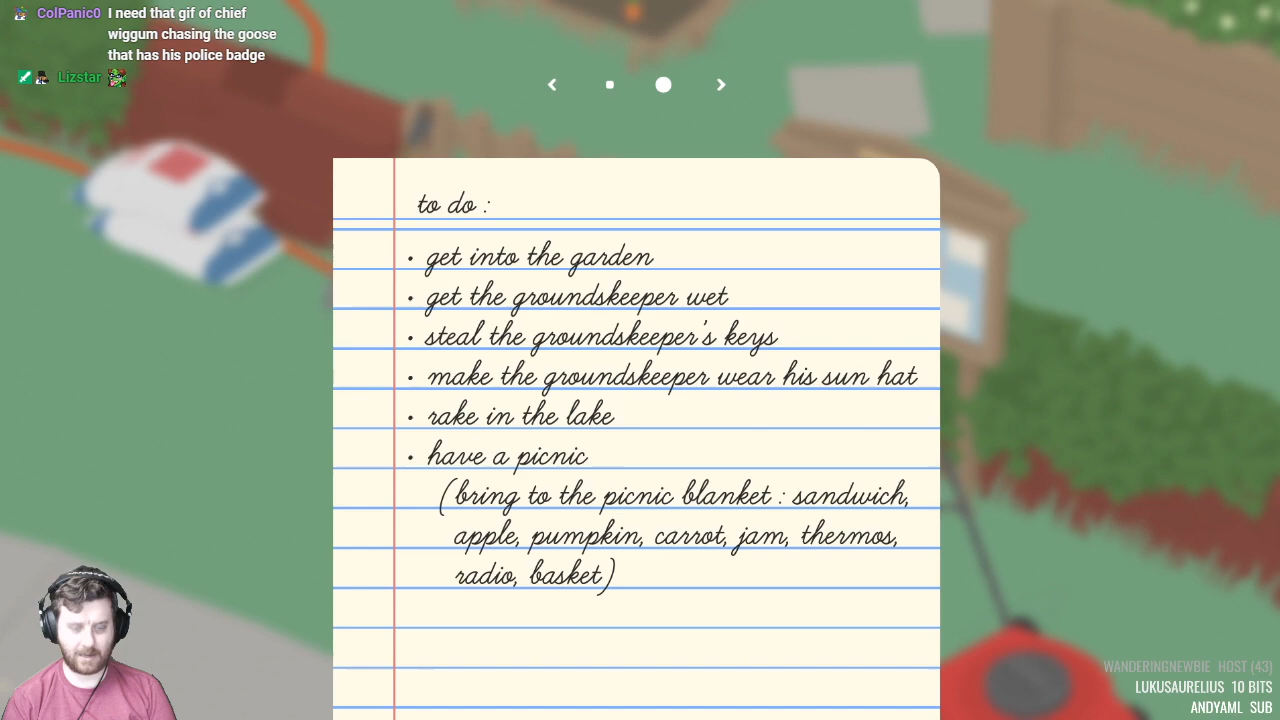 ColPanic0 I need that gif of chief
wiggum chasing the goose
that has his police badge
Lizstar
to do :
• get into the garden
• get the groundskeeper wet
• steal the groundskeeper's keys
• make the groundskeeper wear his sun hat
• rake in the lake
• have a picnic
(bring to the picnic blanket : sandwich,
apple, pumpkin, carrot, jam, thermos,
radio, basket)
WANDERINGNEWBIE HOST (43)
LUKUSAURELIUS 10 BITS
ANDYAML SUB